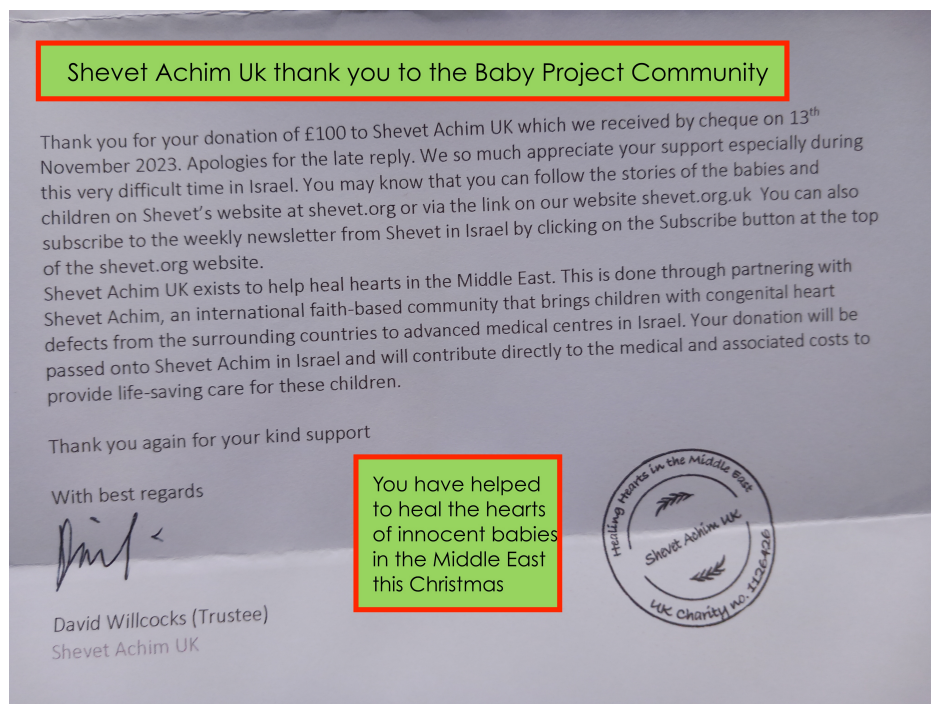 Shevet Achim Uk thank you to the Baby Project Community
Thank you for your donation of £100 to Shevet Achim UK which we received by cheque on 13th
November 2023. Apologies for the late reply. We so much appreciate your support especially during
this very difficult time in Israel. You may know that you can follow the stories of the babies and
children on Shevet's website at shevet.org or via the link on our website shevet.org.uk You can also
subscribe to the weekly newsletter from Shevet in Israel by clicking on the Subscribe button at the top
of the shevet.org website.
Shevet Achim UK exists to help heal hearts in the Middle East. This is done through partnering with
Shevet Achim, an international faith-based community that brings children with congenital heart
defects from the surrounding countries to advanced medical centres in Israel. Your donation will be
passed onto Shevet Achim in Israel and will contribute directly to the medical and associated costs to
provide life-saving care for these children.
Thank you again for your kind support
With best regards
David Willcocks (Trustee)
Shevet Achim UK
You have helped
to heal the hearts
of innocent babies
in the Middle East
this Christmas
Healing Hearts in the Middle East
Shevet Achim UK
UK Charity no. 1126426